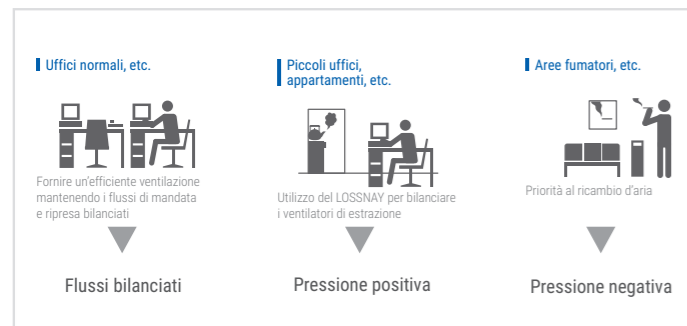 Uffici normali, etc.
Fornire un'efficiente ventilazione
mantenendo i flussi di mandata
e ripresa bilanciati
Flussi bilanciati
Piccoli uffici,
appartamenti, etc.
Utilizzo del LOSSNAY per bilanciare
i ventilatori di estrazione
Pressione positiva
Aree fumatori, etc.
Priorità al ricambio d'aria
Pressione negativa